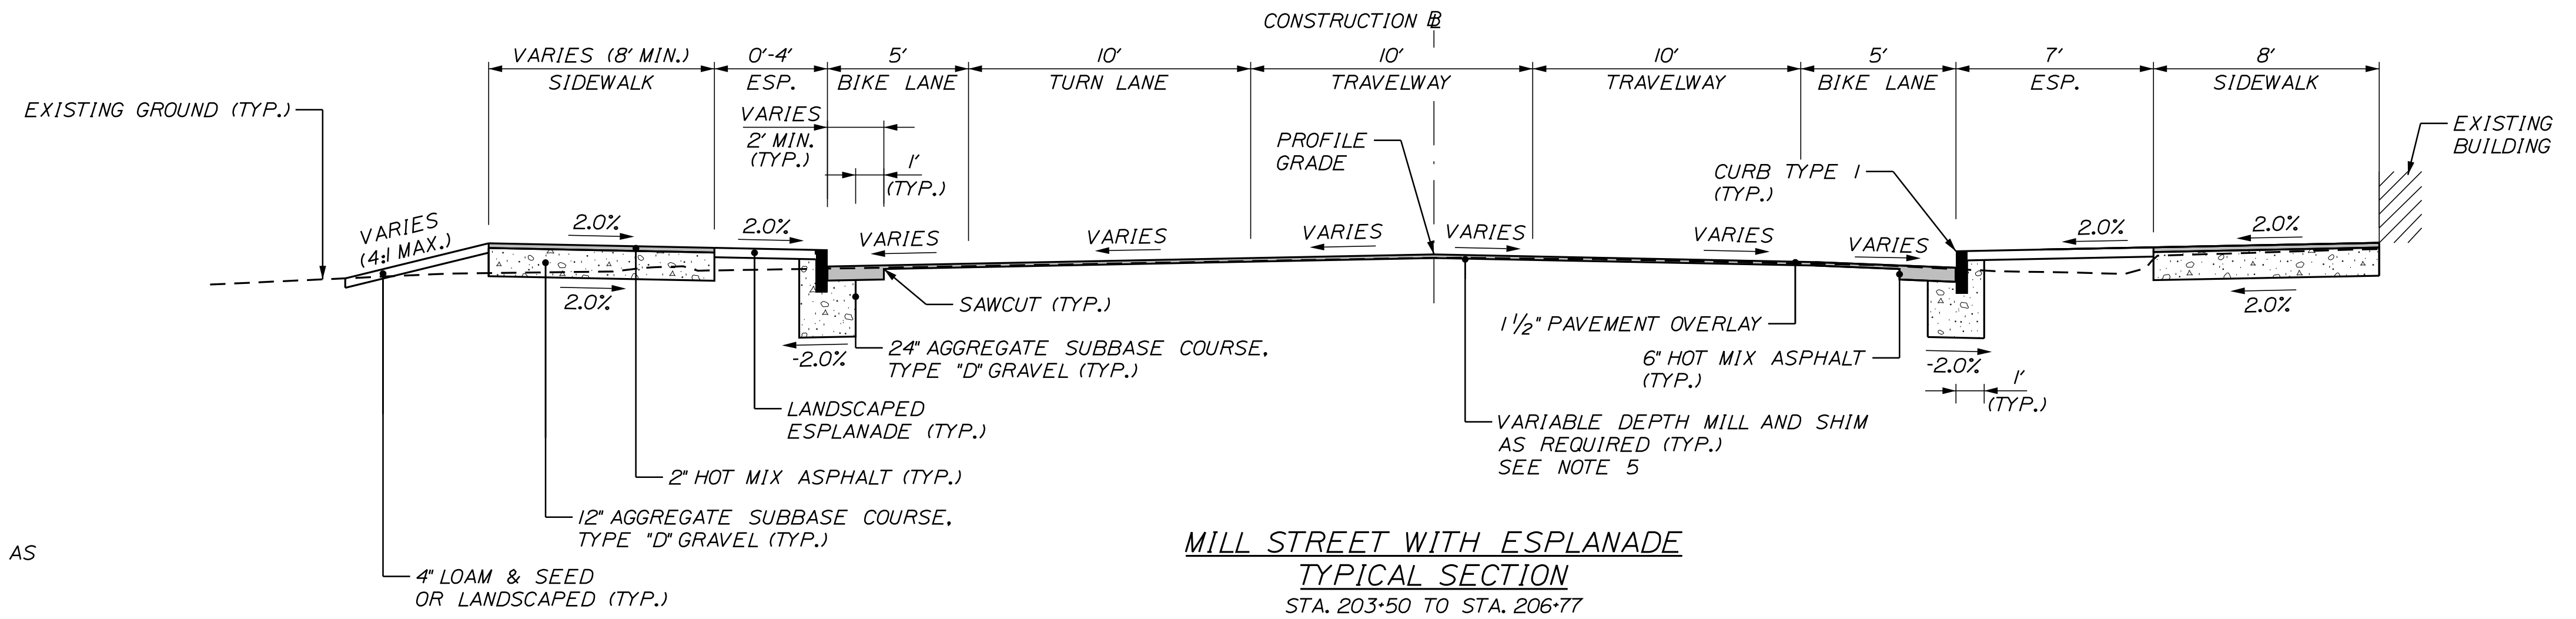 CONSTRUCTION BL
VARIES (8' MIN.)
SIDEWALK
0'-4'
ESP.
5'
BIKE LANE
10'
TURN LANE
10'
TRAVELWAY
10'
TRAVELWAY
5'
BIKE LANE
7'
ESP.
8'
SIDEWALK
EXISTING GROUND (TYP.)
VARIES
2' MIN.
(TYP.)
1'
(TYP.)
PROFILE
GRADE
CURB TYPE 1
(TYP.)
EXISTING
BUILDING
VARIES
(4:1 MAX.)
2.0%
2.0%
VARIES
VARIES
VARIES
VARIES
VARIES
VARIES
2.0%
2.0%
2.0%
SAWCUT (TYP.)
2.0%
1 1/2" PAVEMENT OVERLAY
-2.0%
24" AGGREGATE SUBBASE COURSE,
TYPE "D" GRAVEL (TYP.)
6" HOT MIX ASPHALT
(TYP.)
-2.0%
1'
(TYP.)
LANDSCAPED
ESPLANADE (TYP.)
VARIABLE DEPTH MILL AND SHIM
AS REQUIRED (TYP.)
SEE NOTE 5
2" HOT MIX ASPHALT (TYP.)
12" AGGREGATE SUBBASE COURSE,
TYPE "D" GRAVEL (TYP.)
AS
4" LOAM & SEED
OR LANDSCAPED (TYP.)
MILL STREET WITH ESPLANADE
TYPICAL SECTION
STA. 203+50 TO STA. 206+77